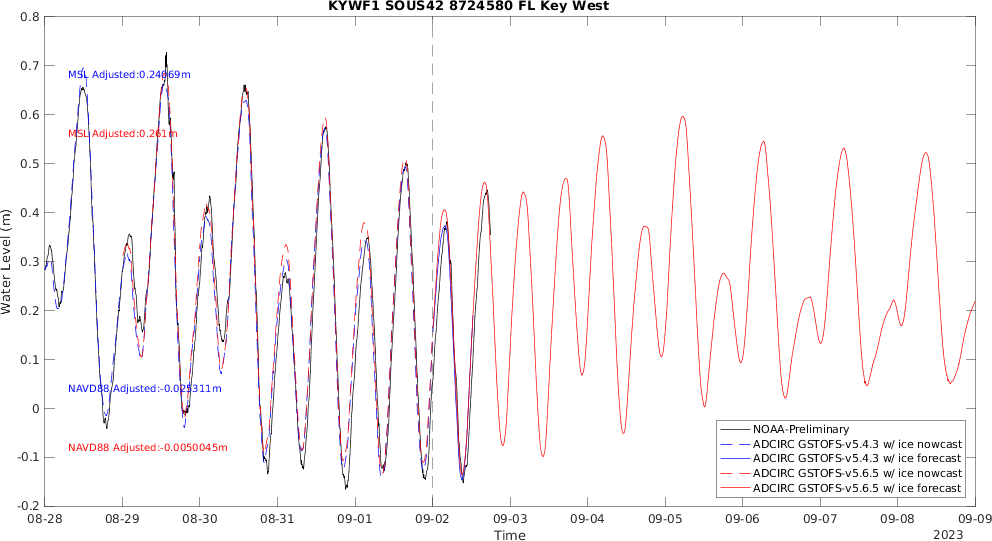 KYWF1 SOUS42 8724580 FL Key West
0.8
0.7
0.6
0.5
0.4
0.3
0.2
0.1
0
-0.1
-0.2
Water Level (m)
MSL Adjusted:0.24669m
MSL Adjusted:0.261m
NAVD88 Adjusted:-0.025311m
NAVD88 Adjusted:-0.0050045m
NOAA-Preliminary
ADCIRC GSTOFS-v5.4.3 w/ ice nowcast
ADCIRC GSTOFS-v5.4.3 w/ ice forecast
ADCIRC GSTOFS-v5.6.5 w/ ice nowcast
ADCIRC GSTOFS-v5.6.5 w/ ice forecast
08-28 08-29 08-30 08-31 09-01 09-02 09-03 09-04 09-05 09-06 09-07 09-08 09-09
Time
2023